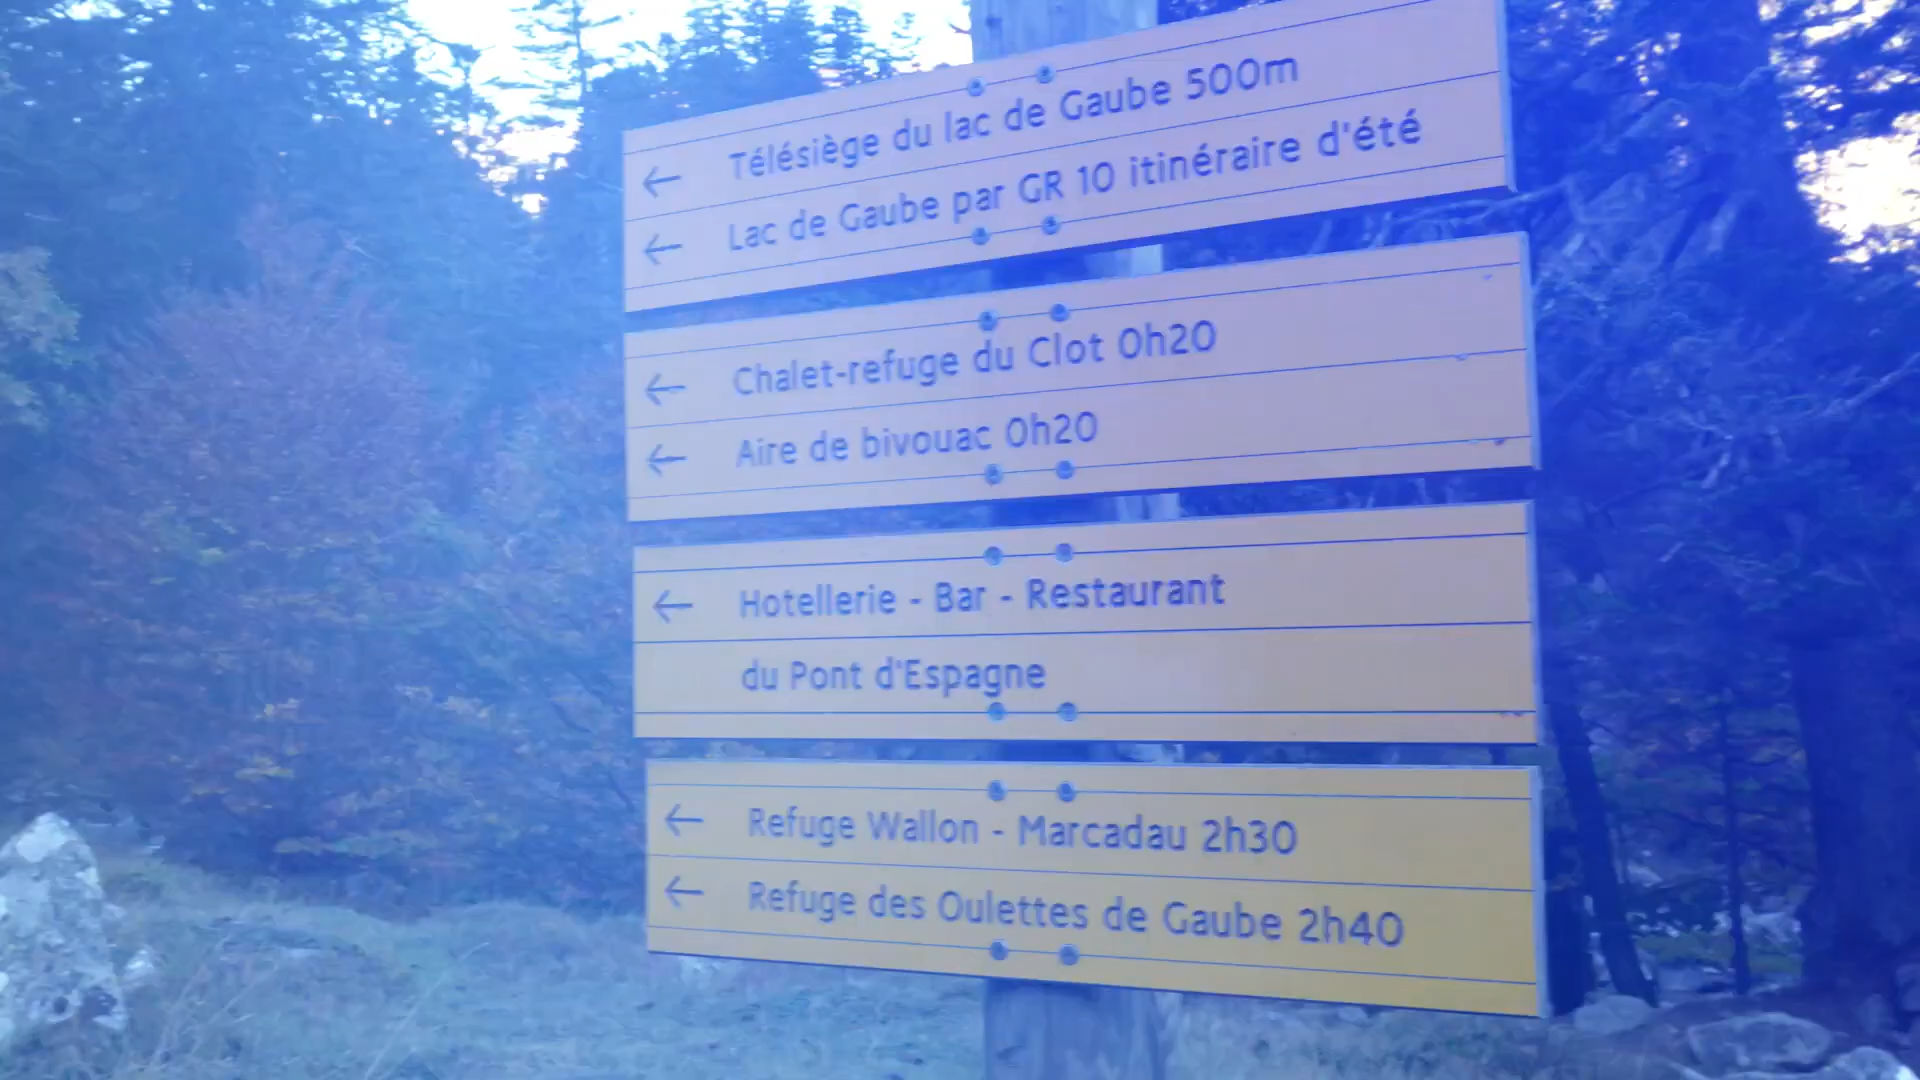 ← Télésiège du lac de Gaube 500m
← Lac de Gaube par GR 10 itinéraire d'été
← Chalet-refuge du Clot 0h20
← Aire de bivouac 0h20
← Hotellerie - Bar - Restaurant
du Pont d'Espagne
← Refuge Wallon - Marcadau 2h30
← Refuge des Oulettes de Gaube 2h40